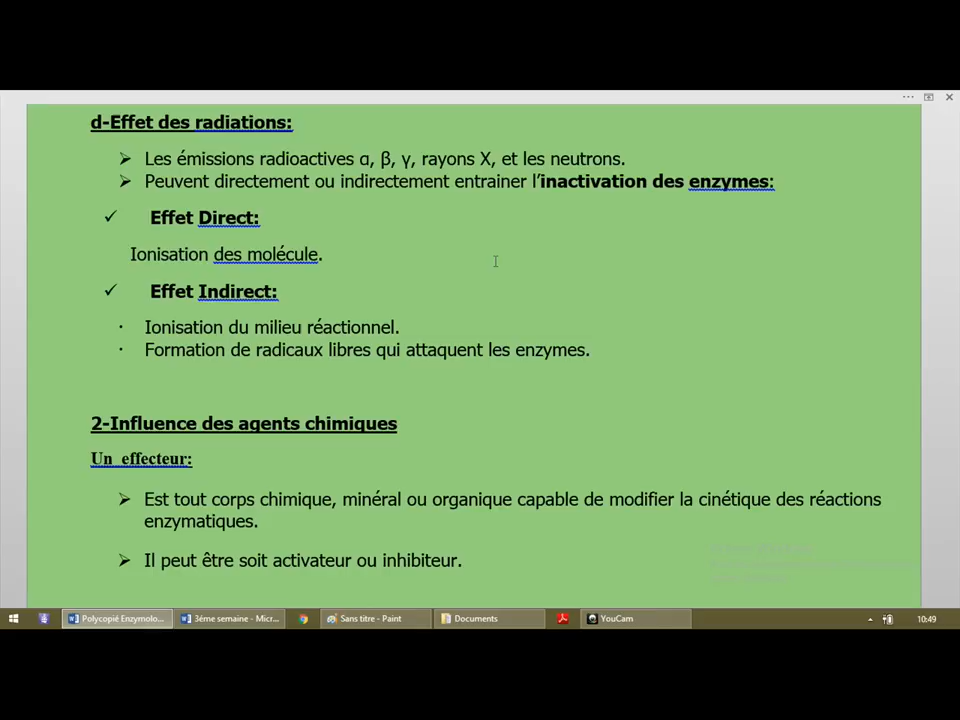 d-Effet des radiations:
➢ Les émissions radioactives α, β, γ, rayons X, et les neutrons.
➢ Peuvent directement ou indirectement entrainer l’inactivation des enzymes:
✓ Effet Direct:
Ionisation des molécule.
✓ Effet Indirect:
· Ionisation du milieu réactionnel.
· Formation de radicaux libres qui attaquent les enzymes.
2-Influence des agents chimiques
Un effecteur:
➢ Est tout corps chimique, minéral ou organique capable de modifier la cinétique des réactions
enzymatiques.
➢ Il peut être soit activateur ou inhibiteur.
Polycopié Enzymolo... 3éme semaine - Micr... Sans titre - Paint Documents YouCam 10:49